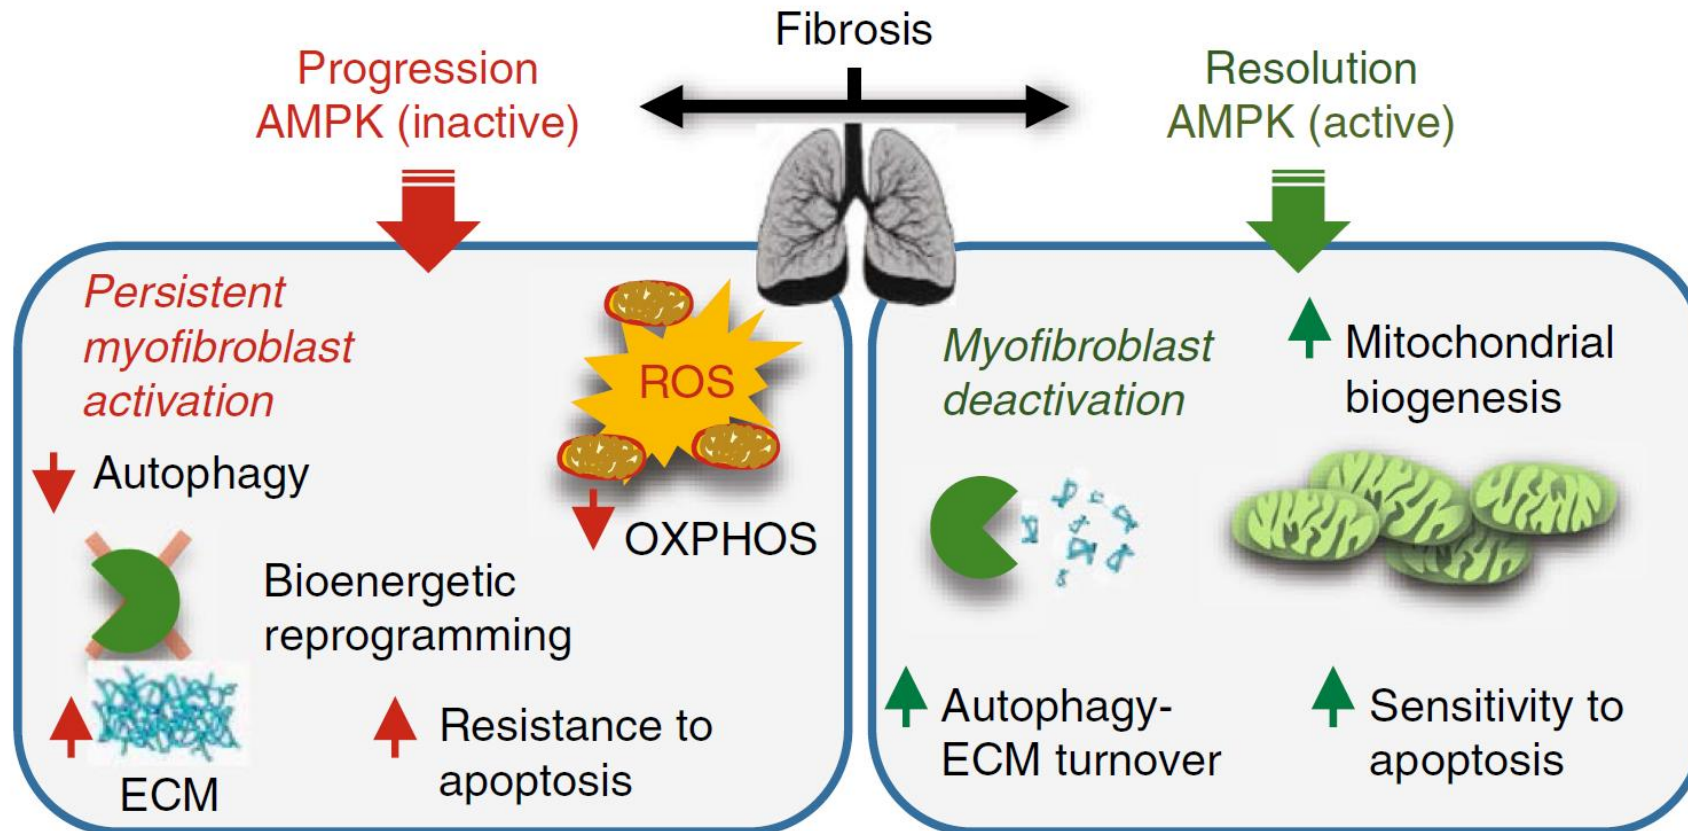 Fibrosis
Progression
AMPK (inactive)
Resolution
AMPK (active)
Persistent
myofibroblast
activation
ROS
Autophagy
OXPHOS
Bioenergetic
reprogramming
ECM
Resistance to
apoptosis
Myofibroblast
deactivation
Mitochondrial
biogenesis
Autophagy-
ECM turnover
Sensitivity to
apoptosis